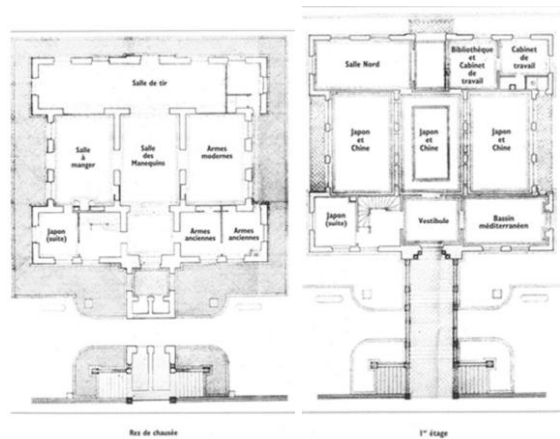 Salle de tir
Salle
à
manger
Salle
des
Manequins
Armes
modernes
Japon
(suite)
Armes
anciennes
Armes
anciennes
Rez de chausée
Salle Nord
Bibliothèque
et
Cabinet
de
travail
Cabinet
de
travail
Japon
et
Chine
Japon
et
Chine
Japon
et
Chine
Japon
(suite)
Vestibule
Bassin
méditerranéen
1er étage